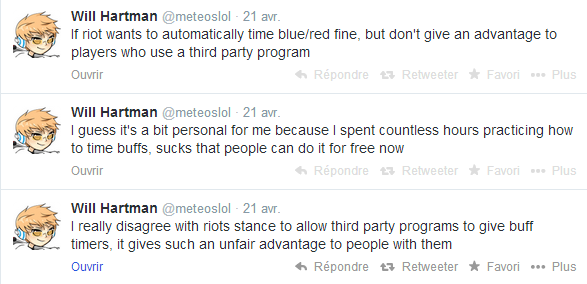 Will Hartman @meteoslol · 21 avr.
If riot wants to automatically time blue/red fine, but don't give an advantage to
players who use a third party program
Ouvrir Répondre Retweeter Favori Plus
Will Hartman @meteoslol · 21 avr.
I guess it's a bit personal for me because I spent countless hours practicing how
to time buffs, sucks that people can do it for free now
Ouvrir Répondre Retweeter Favori Plus
Will Hartman @meteoslol · 21 avr.
I really disagree with riots stance to allow third party programs to give buff
timers, it gives such an unfair advantage to people with them
Ouvrir Répondre Retweeter Favori Plus